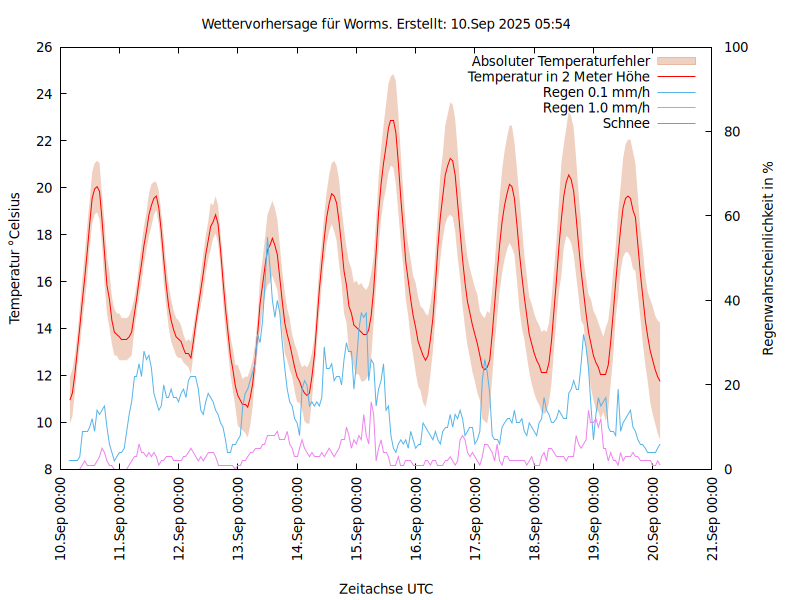 Wettervorhersage für Worms. Erstellt: 10.Sep 2025 05:54
Absoluter Temperaturfehler
Temperatur in 2 Meter Höhe
Regen 0.1 mm/h
Regen 1.0 mm/h
Schnee
Temperatur °Celsius
26
24
22
20
18
16
14
12
10
8
100
80
60
40
20
0
Regenwahrscheinlichkeit in %
10.Sep 00:00
11.Sep 00:00
12.Sep 00:00
13.Sep 00:00
14.Sep 00:00
15.Sep 00:00
16.Sep 00:00
17.Sep 00:00
18.Sep 00:00
19.Sep 00:00
20.Sep 00:00
21.Sep 00:00
Zeitachse UTC